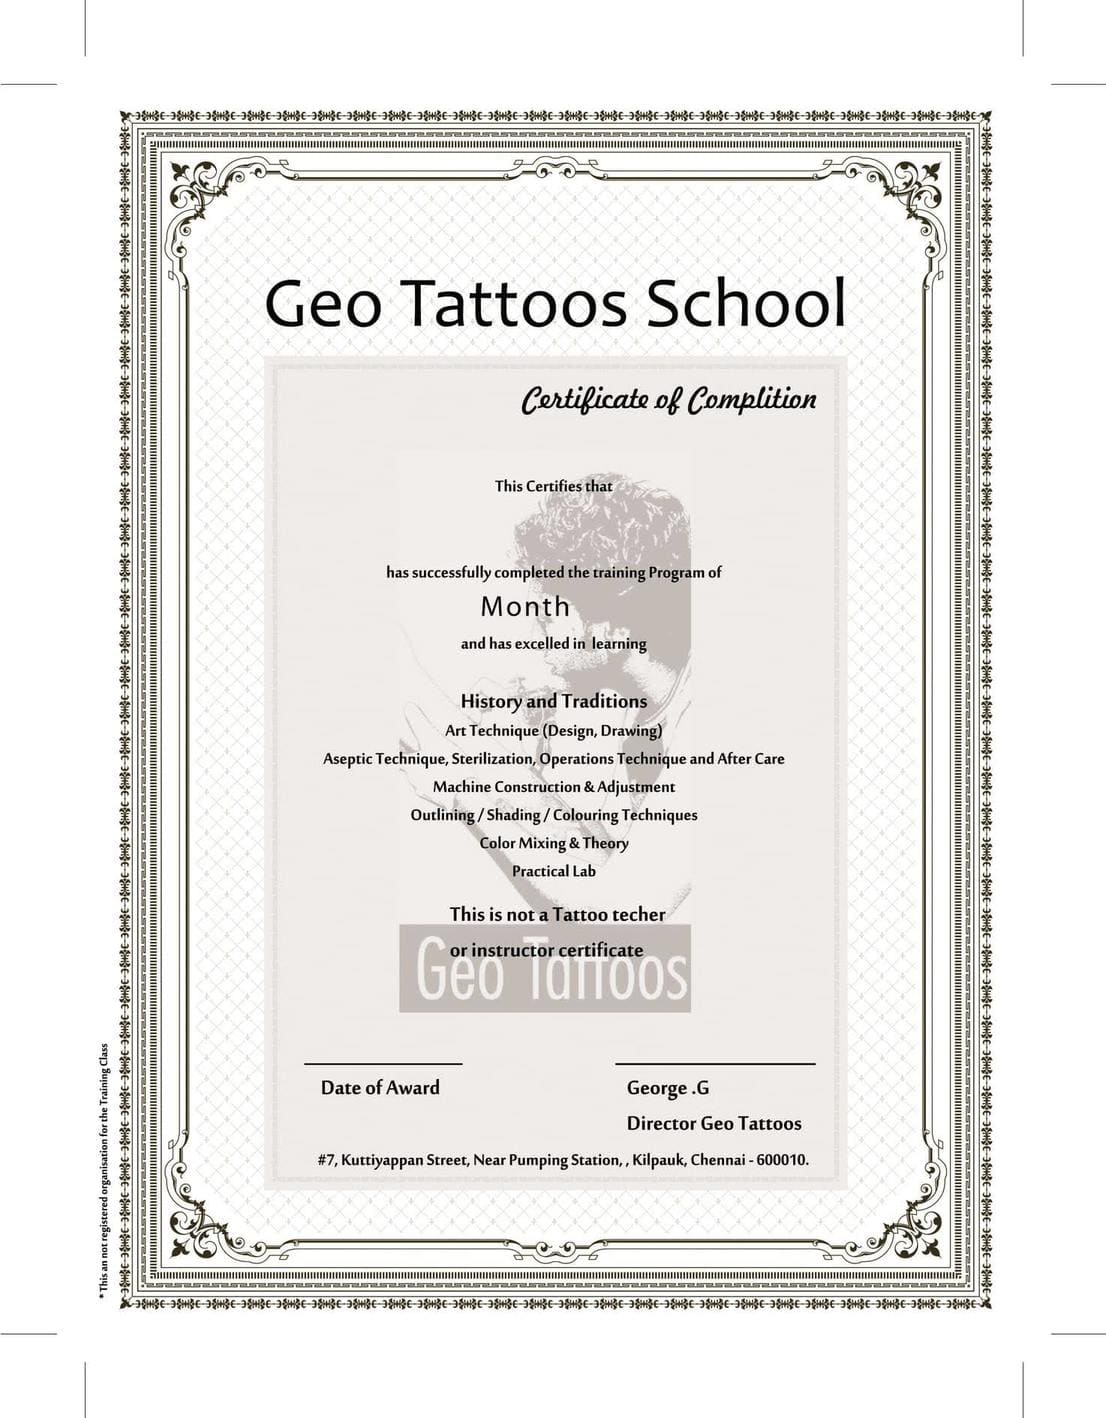 Geo Tattoos School
Certificate of Complition
This Certifies that
has successfully completed the training Program of
Month
and has excelled in learning
History and Traditions
Art Technique (Design, Drawing)
Aseptic Technique, Sterilization, Operations Technique and After Care
Machine Construction & Adjustment
Outlining / Shading / Colouring Techniques
Color Mixing & Theory
Practical Lab
This is not a Tattoo techer
or instructor certificate
Geo Tattoos
Date of Award
George .G
Director Geo Tattoos
#7, Kuttiyappan Street, Near Pumping Station, , Kilpauk, Chennai - 600010.
* This an not registered organisation for the Training Class